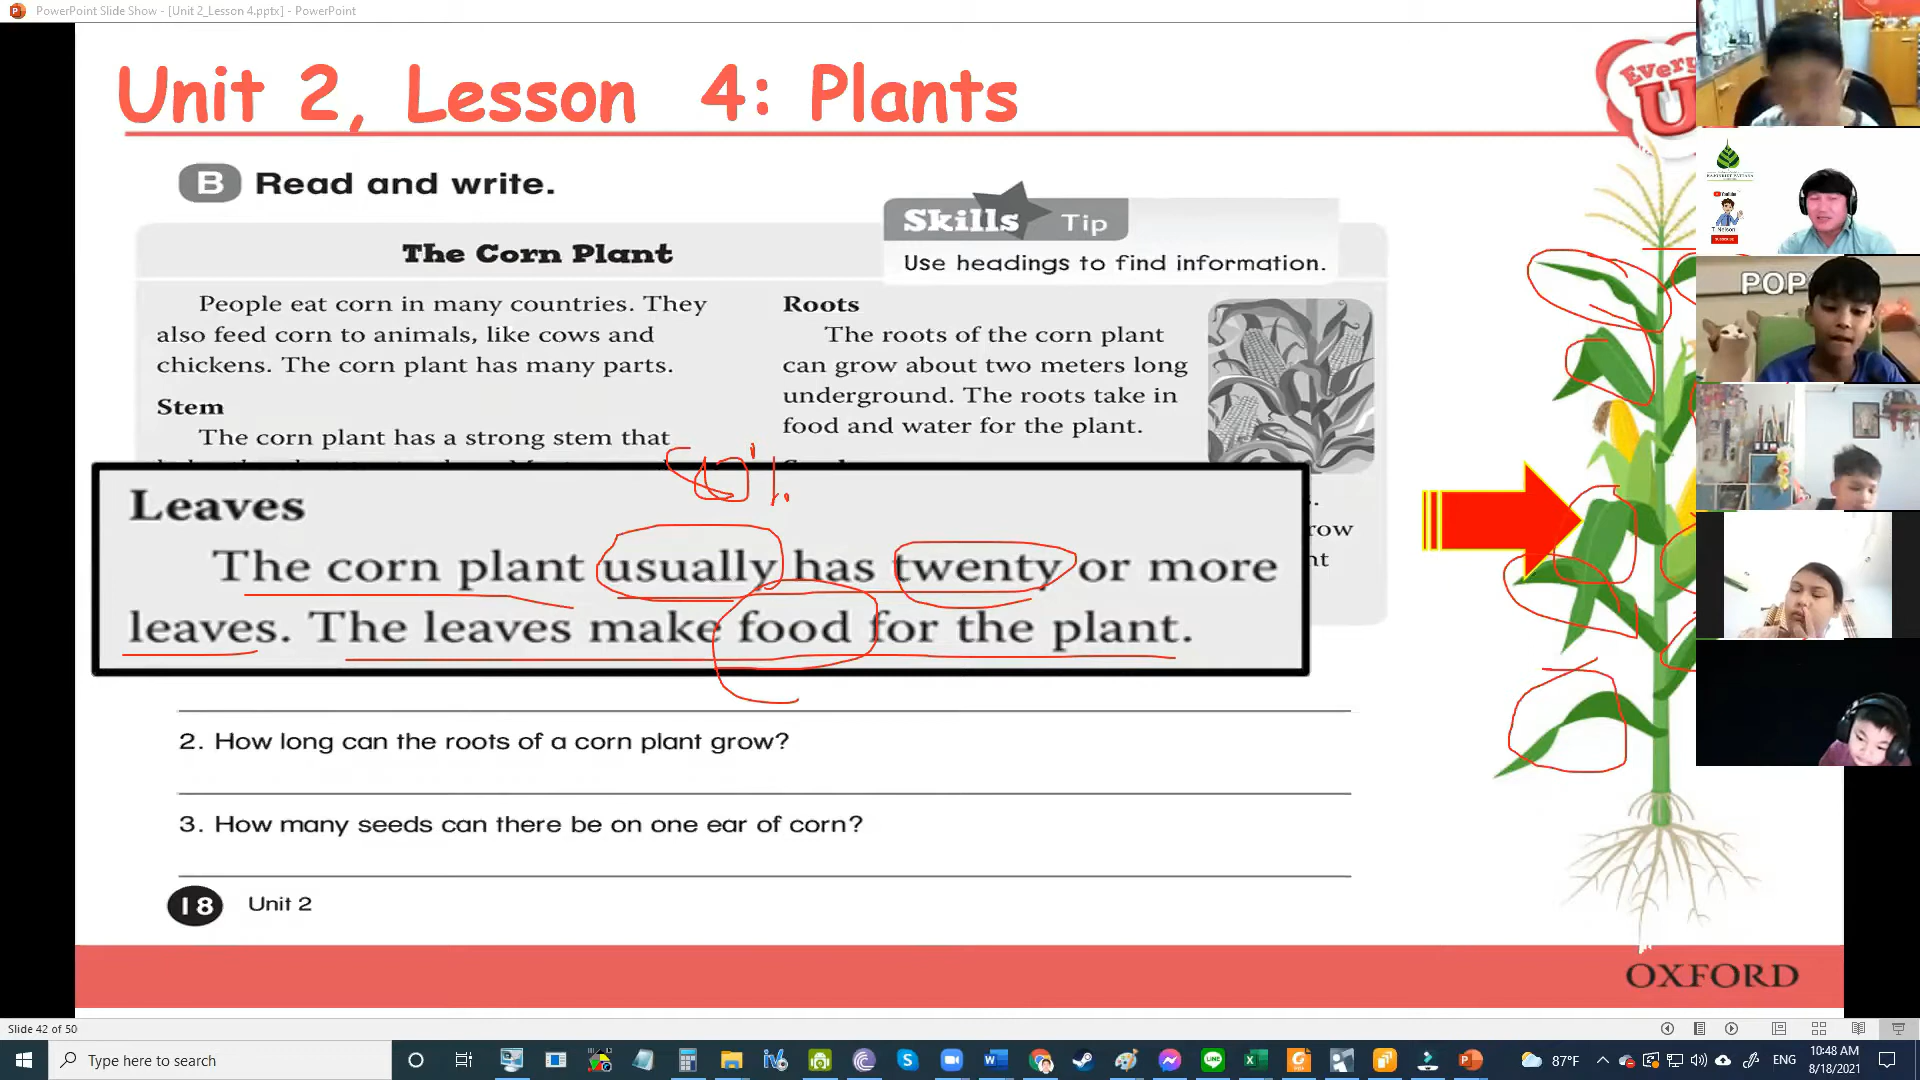 PowerPoint Slide Show - [Unit 2_Lesson 4.pptx] - PowerPoint
Unit 2, Lesson 4: Plants
Every
U
B Read and write.
Skills Tip
Use headings to find information.
The Corn Plant
People eat corn in many countries. They
also feed corn to animals, like cows and
chickens. The corn plant has many parts.
Stem
The corn plant has a strong stem that
Roots
The roots of the corn plant
can grow about two meters long
underground. The roots take in
food and water for the plant.
Leaves
The corn plant usually has twenty or more
leaves. The leaves make food for the plant.
2. How long can the roots of a corn plant grow?
3. How many seeds can there be on one ear of corn?
18 Unit 2
OXFORD
YouTube
T. Nelson
SUBSCRIBE
POP
Slide 42 of 50
Type here to search
87°F
ENG
10:48 AM
8/18/2021